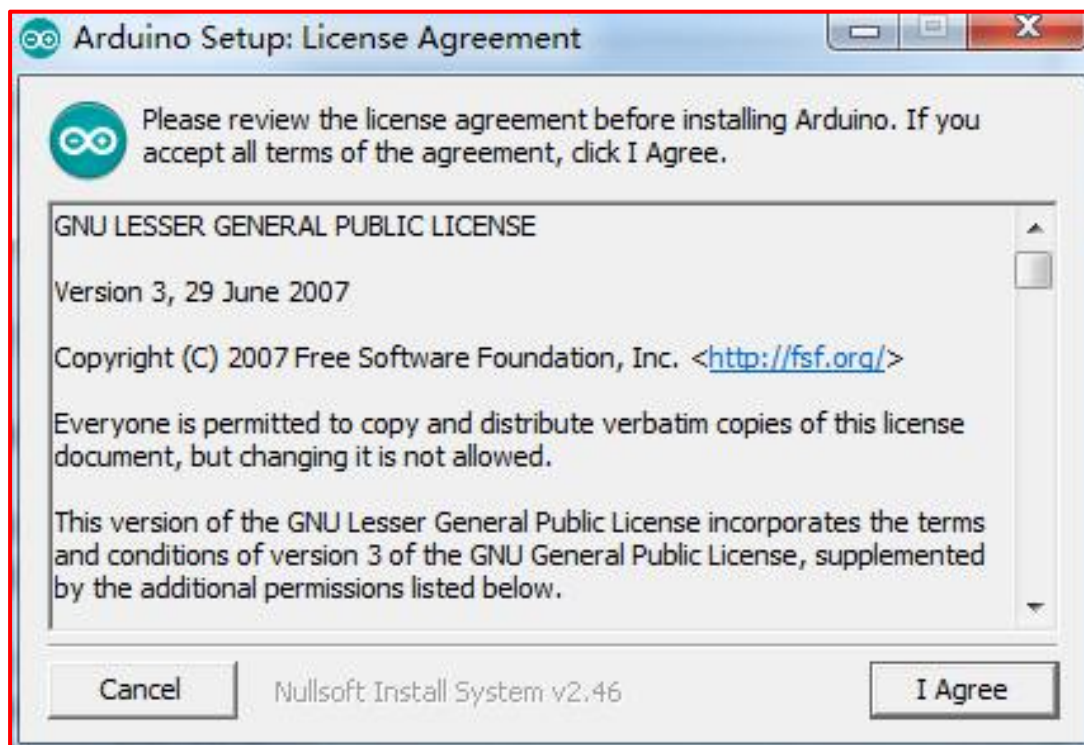 Arduino Setup: License Agreement
Please review the license agreement before installing Arduino. If you
accept all terms of the agreement, click I Agree.
GNU LESSER GENERAL PUBLIC LICENSE
Version 3, 29 June 2007
Copyright (C) 2007 Free Software Foundation, Inc. <http://fsf.org/>
Everyone is permitted to copy and distribute verbatim copies of this license
document, but changing it is not allowed.
This version of the GNU Lesser General Public License incorporates the terms
and conditions of version 3 of the GNU General Public License, supplemented
by the additional permissions listed below.
Cancel Nullsoft Install System v2.46 I Agree